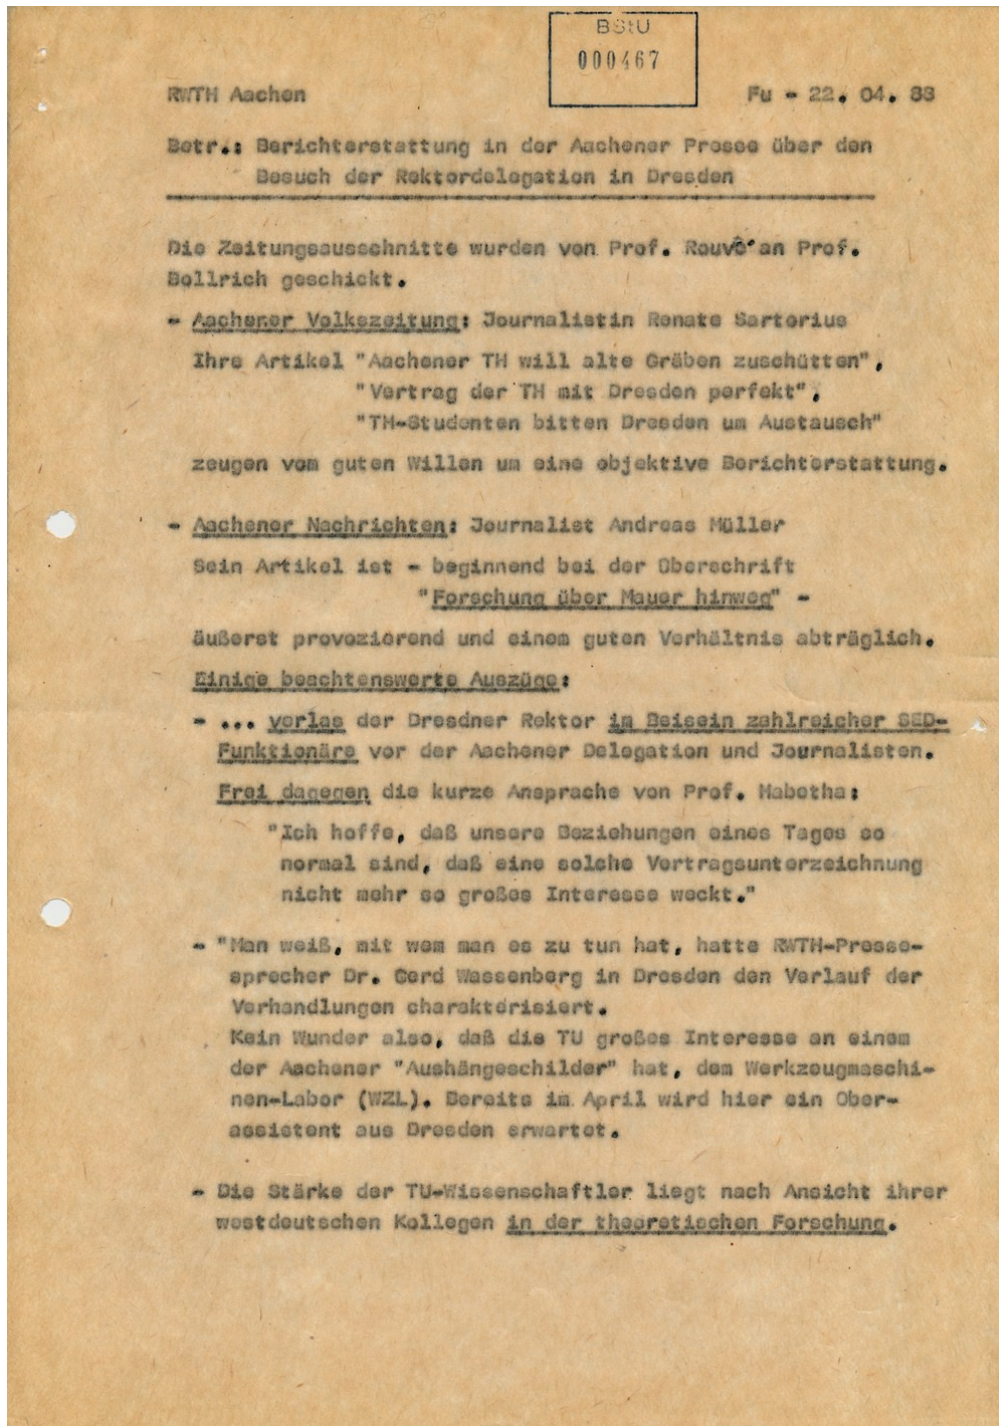 BStU
000467
RWTH Aachen Fu - 22. 04. 88
Betr.: Berichterstattung in der Aachener Presse über den
Besuch der Rektordelegation in Dresden
Die Zeitungsausschnitte wurden von Prof. Rouvê an Prof.
Bollrich geschickt.
- Aachener Volkszeitung: Journalistin Renate Sartorius
Ihre Artikel "Aachener TH will alte Gräben zuschütten",
"Vertrag der TH mit Dresden perfekt",
"TH-Studenten bitten Dresden um Austausch"
zeugen vom guten Willen um eine objektive Berichterstattung.
- Aachener Nachrichten: Journalist Andreas Müller
Sein Artikel ist - beginnend bei der Überschrift
"Forschung über Mauer hinweg" -
äußerst provozierend und einem guten Verhältnis abträglich.
Einige beachtenswerte Auszüge:
- ... verlas der Dresdner Rektor im Beisein zahlreicher SED-
Funktionäre vor der Aachener Delegation und Journalisten.
Frei dagegen die kurze Ansprache von Prof. Habetha:
"Ich hoffe, daß unsere Beziehungen eines Tages so
normal sind, daß eine solche Vertragsunterzeichnung
nicht mehr so großes Interesse weckt."
- "Man weiß, mit wem man es zu tun hat, hatte RWTH-Presse-
sprecher Dr. Gerd Wassenberg in Dresden den Verlauf der
Verhandlungen charakterisiert.
Kein Wunder also, daß die TU großes Interesse an einem
der Aachener "Aushängeschilder" hat, dem Werkzeugmaschi-
nen-Labor (WZL). Bereits im April wird hier ein Ober-
assistent aus Dresden erwartet.
- Die Stärke der TU-Wissenschaftler liegt nach Ansicht ihrer
westdeutschen Kollegen in der theoretischen Forschung.